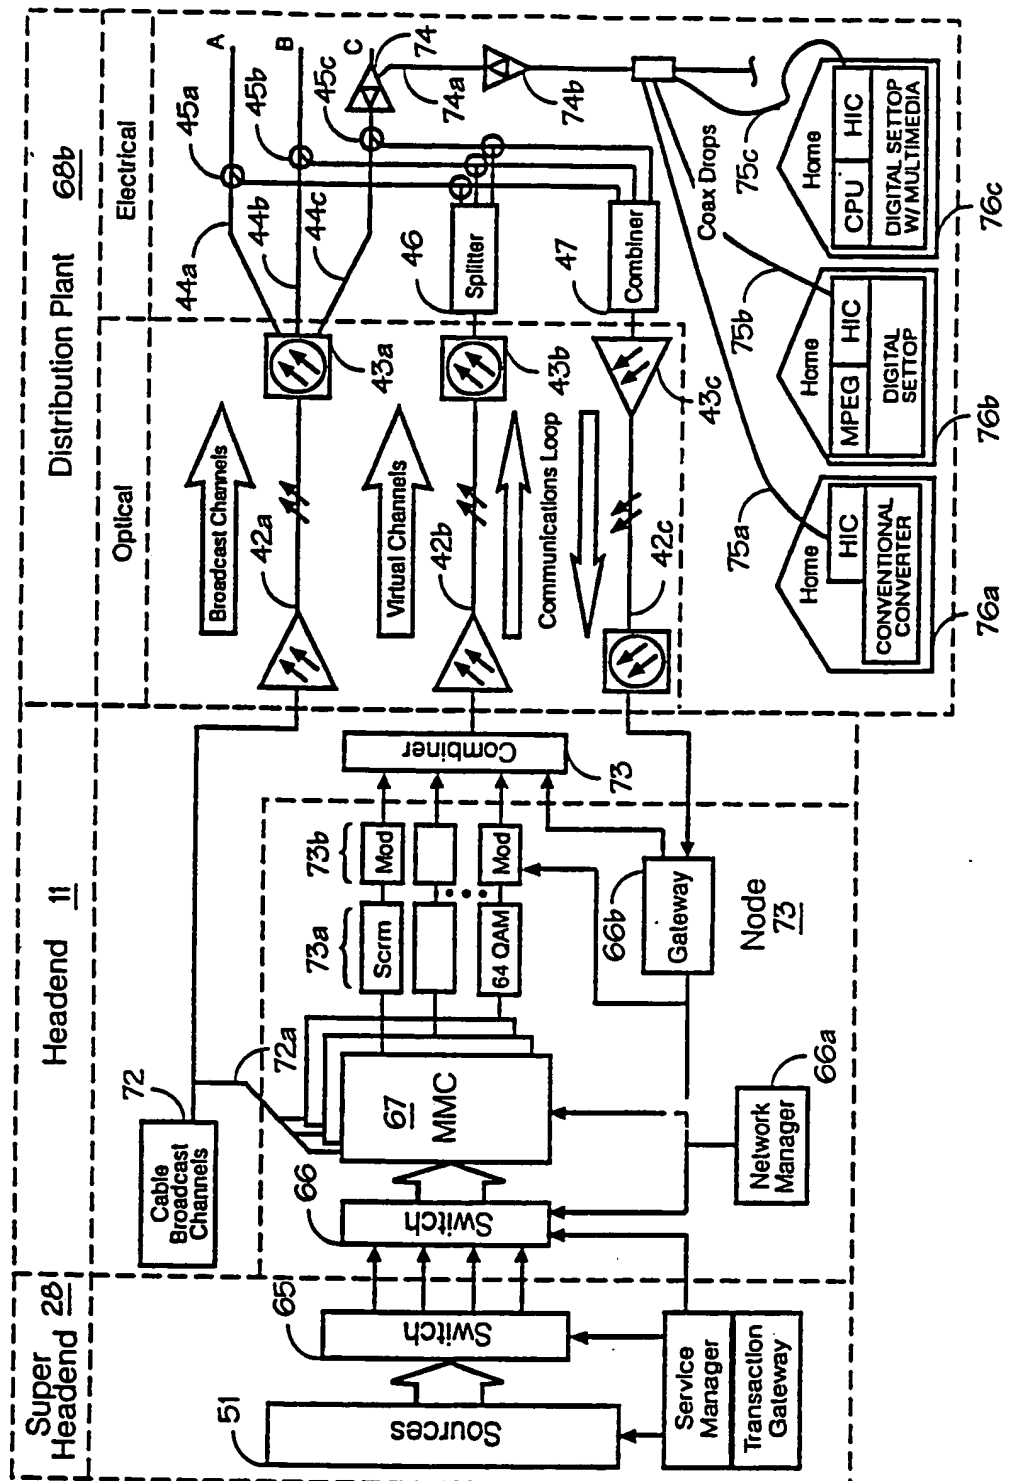 Super
Headend 28
Headend 11
Distribution Plant 68b
Optical
Electrical
51
Sources
65
Switch
Service
Manager
Transaction
Gateway
72
Cable
Broadcast
Channels
72a
66
Switch
67
MMC
73a
73b
Scrm
Mod
64 QAM
Mod
Combiner
73
66b
Gateway
Node
73
Network
Manager
66a
Broadcast Channels
42a
43a
Virtual Channels
42b
43b
Communications Loop
42c
43c
44a
44b
44c
45a
45b
45c
A
B
C
46
Splitter
47
Combiner
74
74a
74b
Coax Drops
75a
75b
75c
Home
HIC
CONVENTIONAL
CONVERTER
76a
Home
MPEG
HIC
DIGITAL
SETTOP
76b
Home
CPU
HIC
DIGITAL SETTOP
W/ MULTIMEDIA
76c